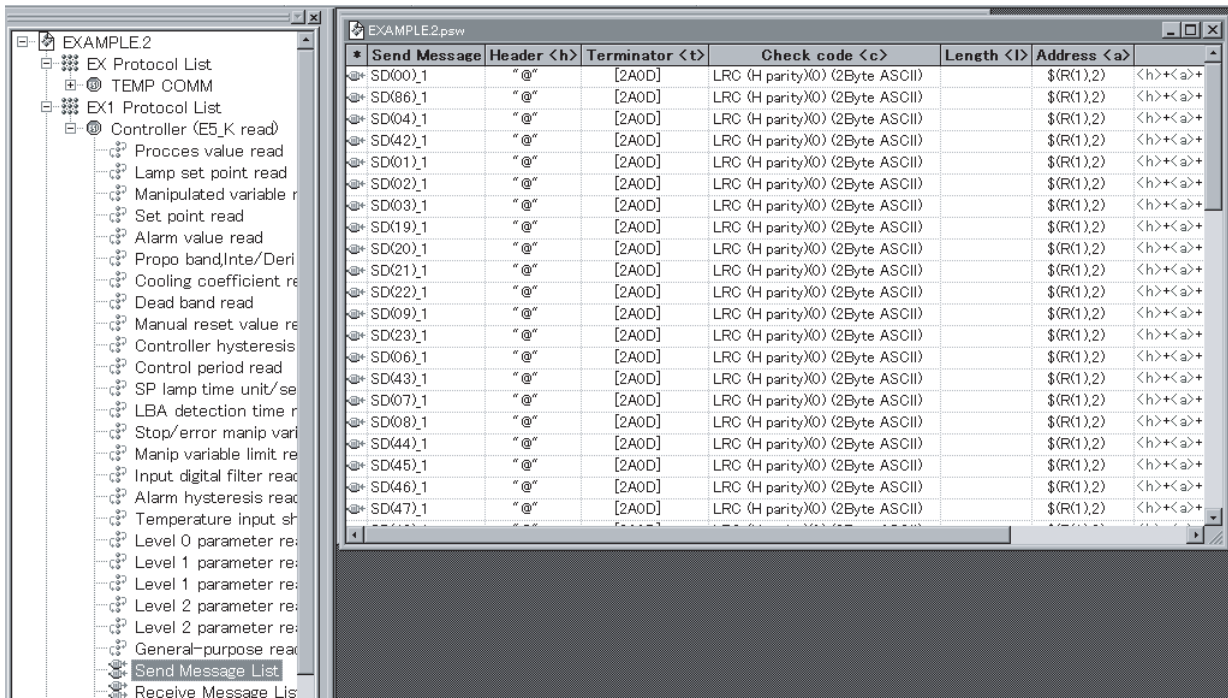 EXAMPLE.2
EX Protocol List
TEMP COMM
EX1 Protocol List
Controller (E5_K read)
Procces value read
Lamp set point read
Manipulated variable r
Set point read
Alarm value read
Propo band,Inte/Deri
Cooling coefficient re
Dead band read
Manual reset value re
Controller hysteresis
Control period read
SP lamp time unit/se
LBA detection time r
Stop/error manip vari
Manip variable limit re
Input digital filter read
Alarm hysteresis read
Temperature input sh
Level 0 parameter rea
Level 1 parameter rea
Level 1 parameter rea
Level 2 parameter rea
Level 2 parameter rea
General-purpose read
Send Message List
Receive Message Lis
EXAMPLE.2.psw
* Send Message Header <h> Terminator <t> Check code <c> Length <l> Address <a>
SD(00)_1 "@" [2A0D] LRC (H parity)(0) (2Byte ASCII) $(R(1),2) <h>+<a>+
SD(86)_1 "@" [2A0D] LRC (H parity)(0) (2Byte ASCII) $(R(1),2) <h>+<a>+
SD(04)_1 "@" [2A0D] LRC (H parity)(0) (2Byte ASCII) $(R(1),2) <h>+<a>+
SD(42)_1 "@" [2A0D] LRC (H parity)(0) (2Byte ASCII) $(R(1),2) <h>+<a>+
SD(01)_1 "@" [2A0D] LRC (H parity)(0) (2Byte ASCII) $(R(1),2) <h>+<a>+
SD(02)_1 "@" [2A0D] LRC (H parity)(0) (2Byte ASCII) $(R(1),2) <h>+<a>+
SD(03)_1 "@" [2A0D] LRC (H parity)(0) (2Byte ASCII) $(R(1),2) <h>+<a>+
SD(19)_1 "@" [2A0D] LRC (H parity)(0) (2Byte ASCII) $(R(1),2) <h>+<a>+
SD(20)_1 "@" [2A0D] LRC (H parity)(0) (2Byte ASCII) $(R(1),2) <h>+<a>+
SD(21)_1 "@" [2A0D] LRC (H parity)(0) (2Byte ASCII) $(R(1),2) <h>+<a>+
SD(22)_1 "@" [2A0D] LRC (H parity)(0) (2Byte ASCII) $(R(1),2) <h>+<a>+
SD(09)_1 "@" [2A0D] LRC (H parity)(0) (2Byte ASCII) $(R(1),2) <h>+<a>+
SD(23)_1 "@" [2A0D] LRC (H parity)(0) (2Byte ASCII) $(R(1),2) <h>+<a>+
SD(06)_1 "@" [2A0D] LRC (H parity)(0) (2Byte ASCII) $(R(1),2) <h>+<a>+
SD(43)_1 "@" [2A0D] LRC (H parity)(0) (2Byte ASCII) $(R(1),2) <h>+<a>+
SD(07)_1 "@" [2A0D] LRC (H parity)(0) (2Byte ASCII) $(R(1),2) <h>+<a>+
SD(08)_1 "@" [2A0D] LRC (H parity)(0) (2Byte ASCII) $(R(1),2) <h>+<a>+
SD(44)_1 "@" [2A0D] LRC (H parity)(0) (2Byte ASCII) $(R(1),2) <h>+<a>+
SD(45)_1 "@" [2A0D] LRC (H parity)(0) (2Byte ASCII) $(R(1),2) <h>+<a>+
SD(46)_1 "@" [2A0D] LRC (H parity)(0) (2Byte ASCII) $(R(1),2) <h>+<a>+
SD(47)_1 "@" [2A0D] LRC (H parity)(0) (2Byte ASCII) $(R(1),2) <h>+<a>+